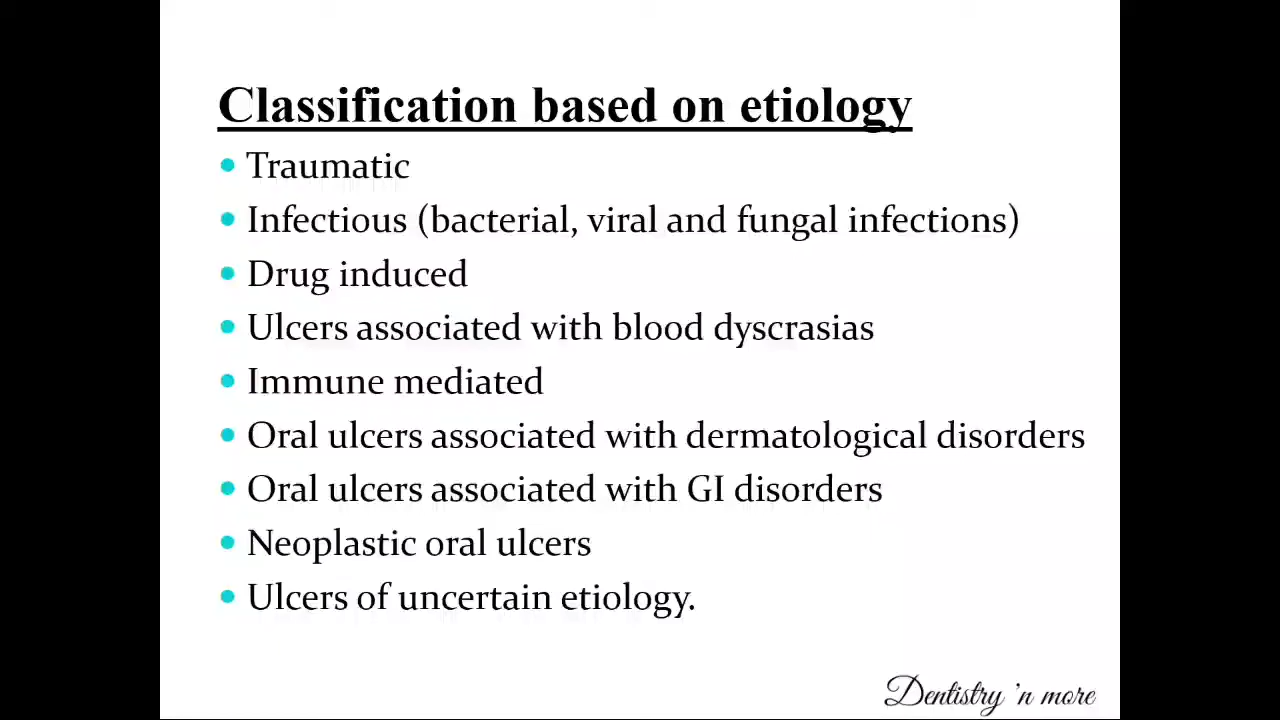 Classification based on etiology
• Traumatic
• Infectious (bacterial, viral and fungal infections)
• Drug induced
• Ulcers associated with blood dyscrasias
• Immune mediated
• Oral ulcers associated with dermatological disorders
• Oral ulcers associated with GI disorders
• Neoplastic oral ulcers
• Ulcers of uncertain etiology.
Dentistry 'n more